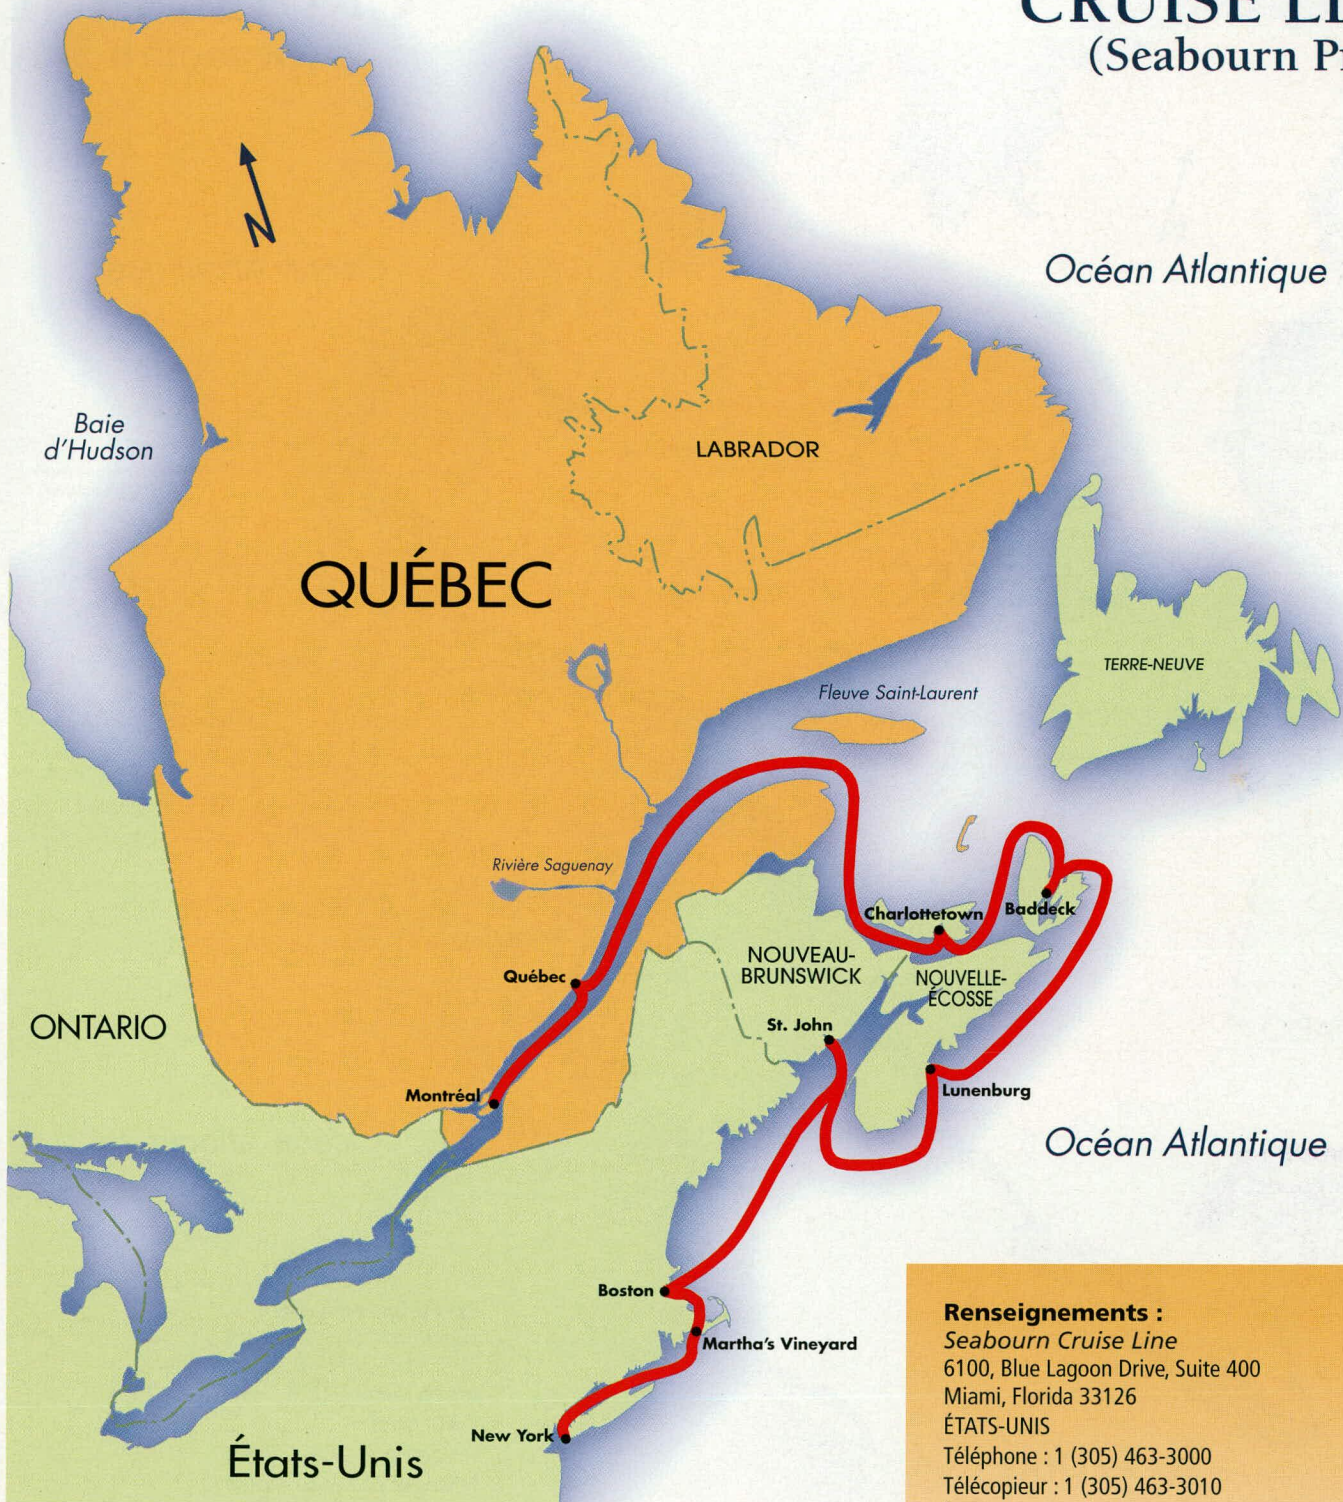 CRUISE
(Seabourn
N
Océan Atlantique
Baie
d'Hudson
LABRADOR
QUÉBEC
TERRE-NEUVE
Fleuve Saint-Laurent
Rivière Saguenay
Charlottetown
Baddeck
NOUVEAU-
BRUNSWICK
NOUVELLE-
ÉCOSSE
Québec
ONTARIO
St. John
Montréal
Lunenburg
Océan Atlantique
Boston
Martha's Vineyard
New York
États-Unis
Renseignements :
Seabourn Cruise Line
6100, Blue Lagoon Drive, Suite 400
Miami, Florida 33126
ÉTATS-UNIS
Téléphone : 1 (305) 463-3000
Télécopieur : 1 (305) 463-3010